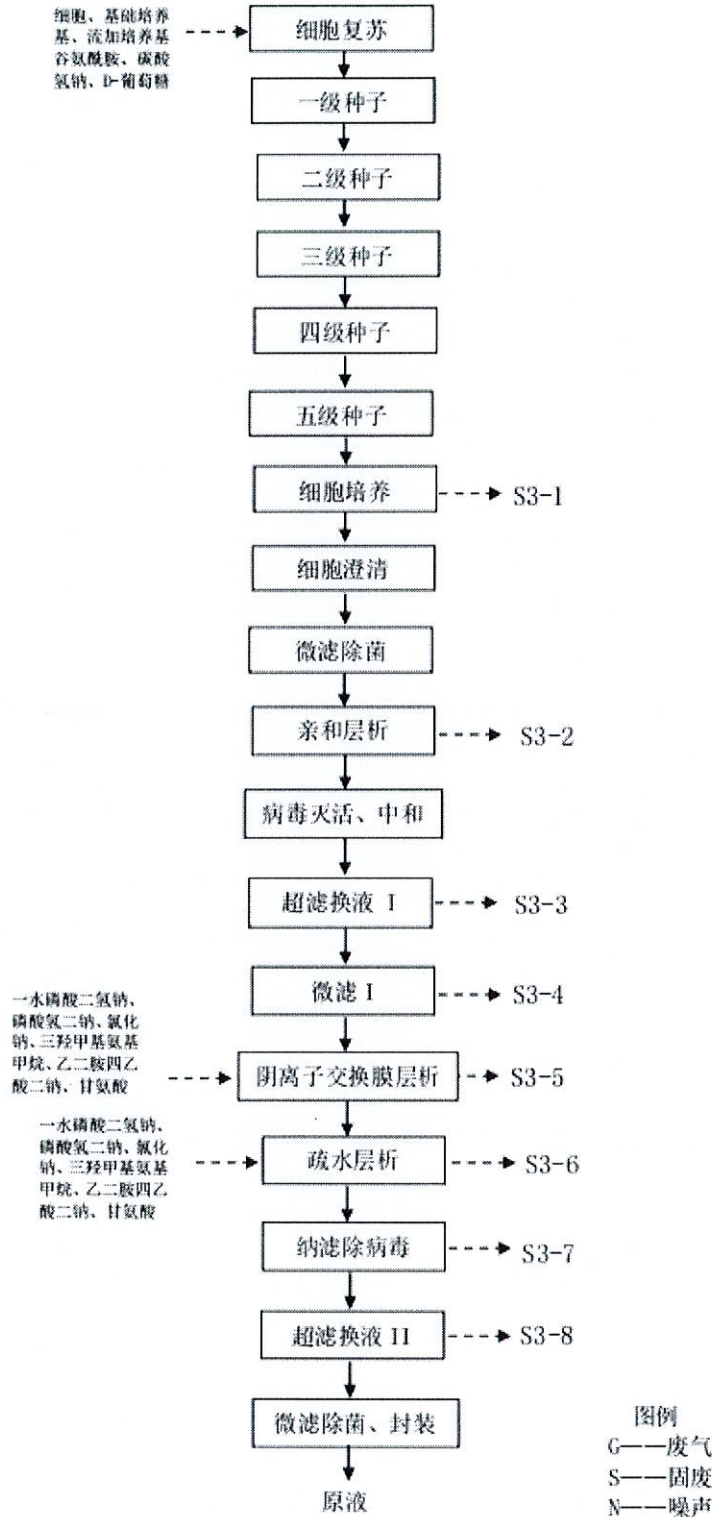 细胞、基础培养
基、流加培养基
谷氨酰胺、碳酸
氢钠、D-葡萄糖
细胞复苏
一级种子
二级种子
三级种子
四级种子
五级种子
细胞培养
S3-1
细胞澄清
微滤除菌
亲和层析
S3-2
病毒灭活、中和
超滤换液 I
S3-3
微滤 I
S3-4
一水磷酸二氢钠、
磷酸氢二钠、氯化
钠、三羟甲基氨基
甲烷、乙二胺四乙
酸二钠、甘氨酸
阴离子交换膜层析
S3-5
一水磷酸二氢钠、
磷酸氢二钠、氯化
钠、三羟甲基氨基
甲烷、乙二胺四乙
酸二钠、甘氨酸
疏水层析
S3-6
纳滤除病毒
S3-7
超滤换液 II
S3-8
微滤除菌、封装
原液
图例
G——废气
S——固废
N——噪声